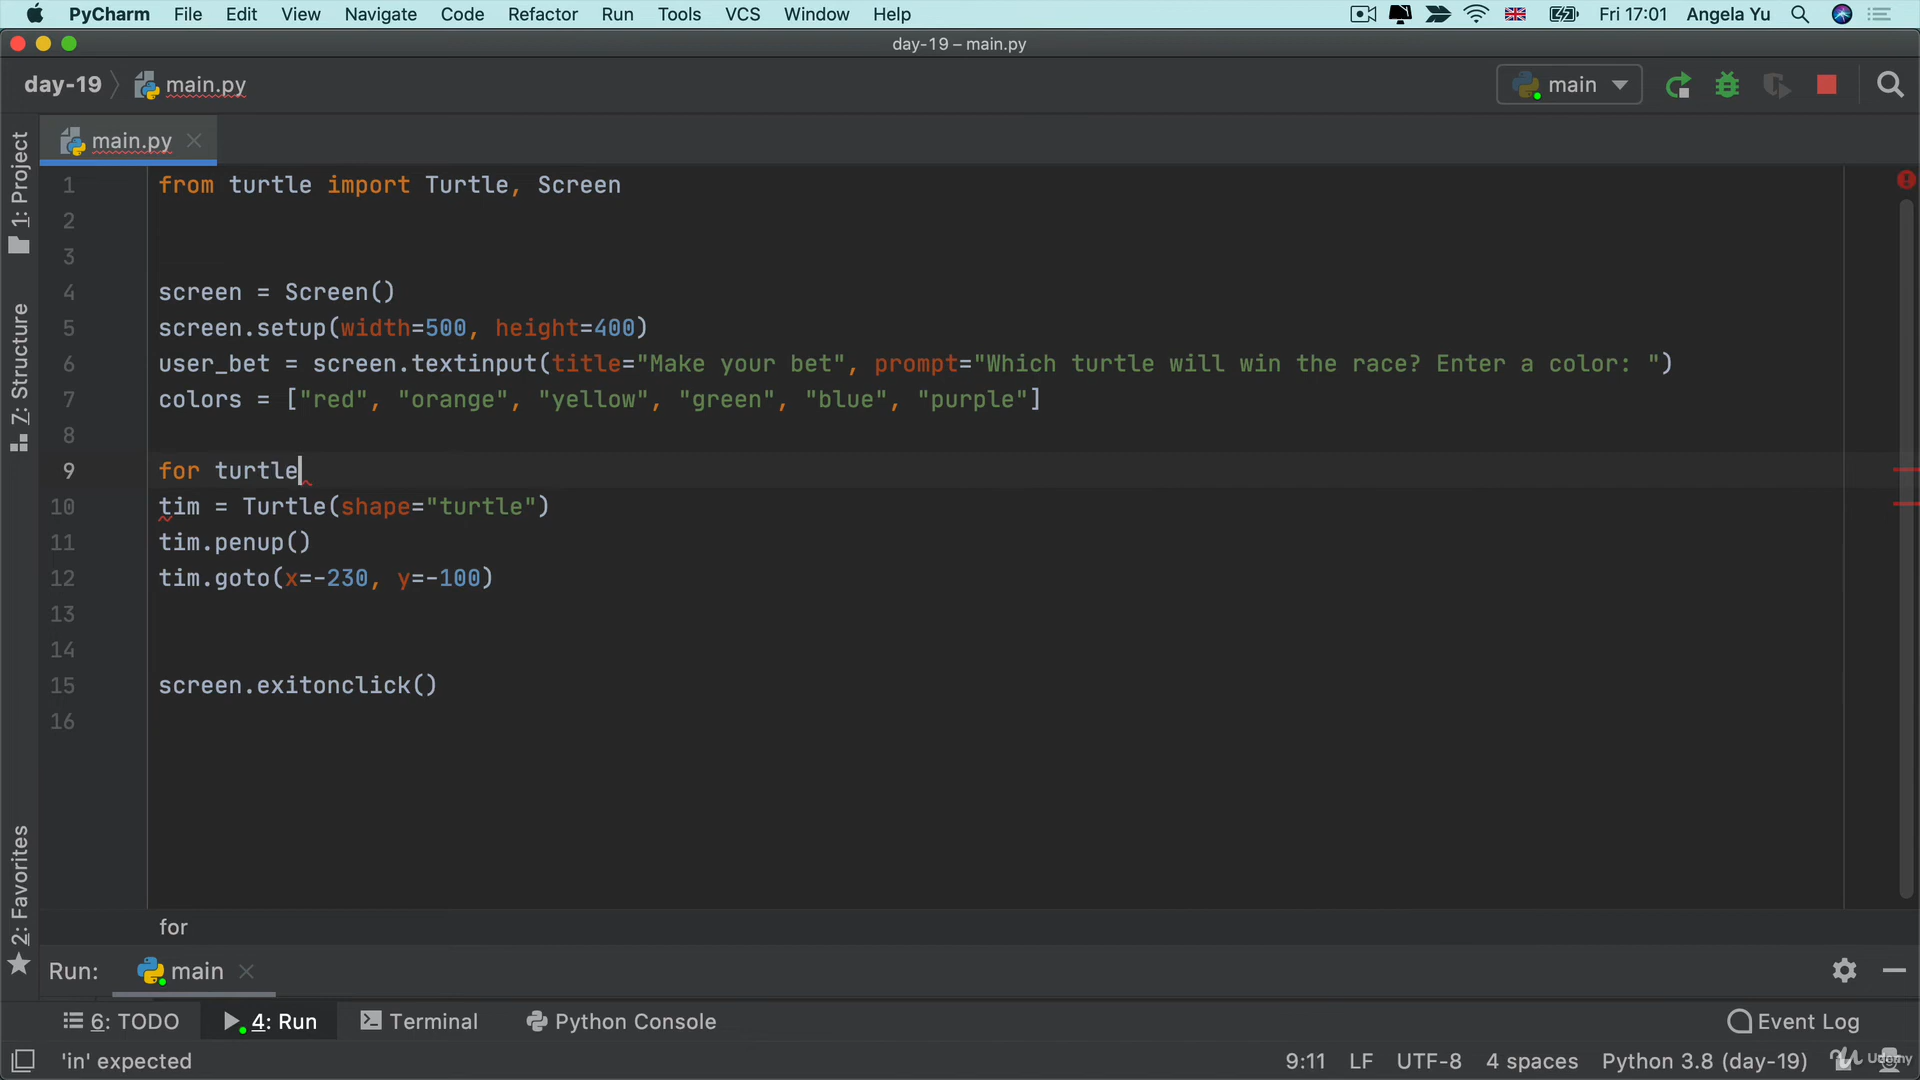 PyCharm File Edit View Navigate Code Refactor Run Tools VCS Window Help Fri 17:01 Angela Yu
day-19 – main.py
day-19 main.py main
main.py
1: Project
7: Structure
2: Favorites
1 from turtle import Turtle, Screen
2
3
4 screen = Screen()
5 screen.setup(width=500, height=400)
6 user_bet = screen.textinput(title="Make your bet", prompt="Which turtle will win the race? Enter a color: ")
7 colors = ["red", "orange", "yellow", "green", "blue", "purple"]
8
9 for turtle
10 tim = Turtle(shape="turtle")
11 tim.penup()
12 tim.goto(x=-230, y=-100)
13
14
15 screen.exitonclick()
16
for
Run: main
6: TODO 4: Run Terminal Python Console Event Log
'in' expected 9:11 LF UTF-8 4 spaces Python 3.8 (day-19) Udemy